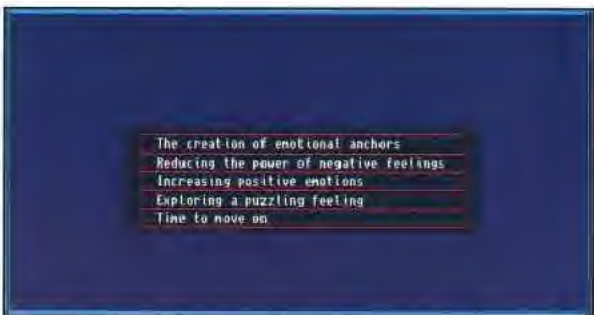 The creation of emotional anchors
Reducing the power of negative feelings
Increasing positive emotions
Exploring a puzzling feeling
Time to move on